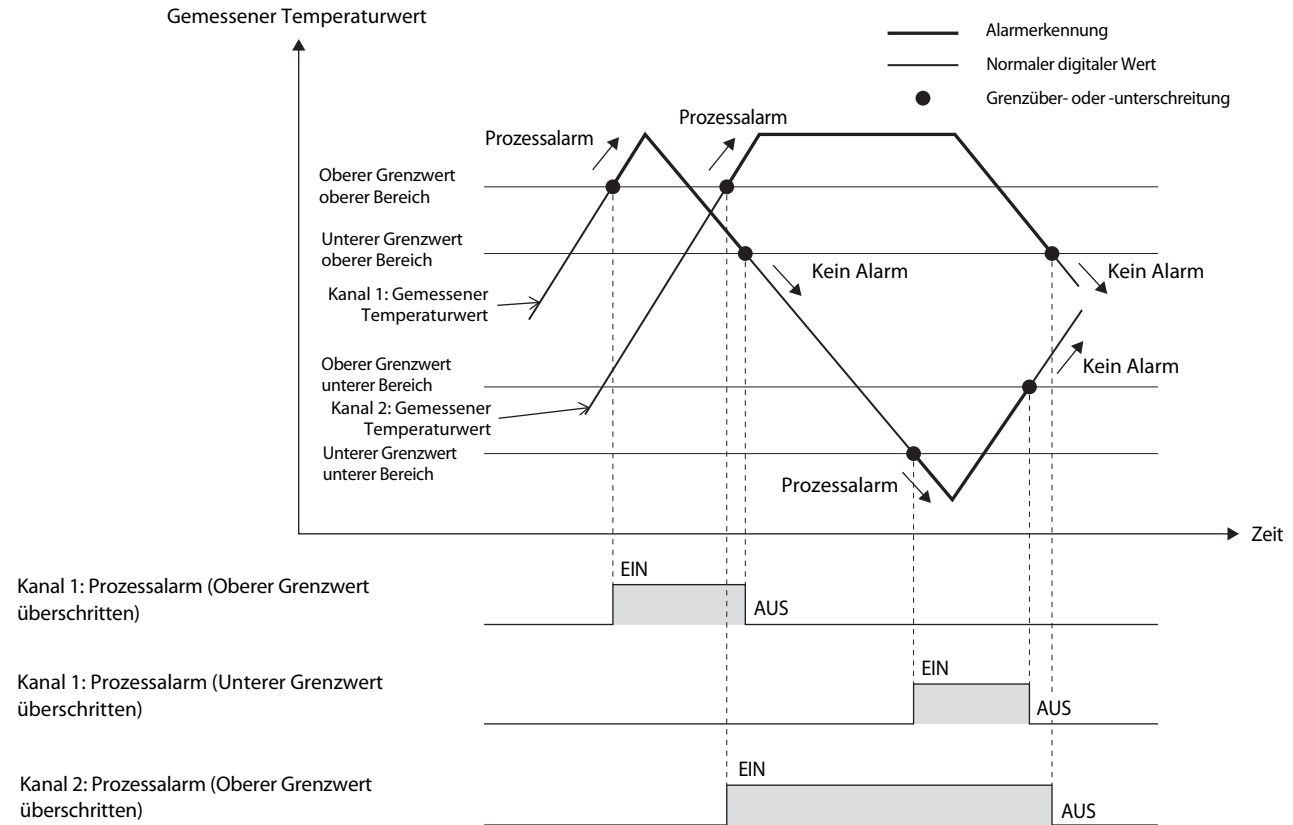 Gemessener Temperaturwert
Alarmerkennung
Normaler digitaler Wert
Grenzüber- oder -unterschreitung
Prozessalarm
Prozessalarm
Oberer Grenzwert
oberer Bereich
Unterer Grenzwert
oberer Bereich
Kein Alarm
Kein Alarm
Kanal 1: Gemessener
Temperaturwert
Oberer Grenzwert
unterer Bereich
Kein Alarm
Kanal 2: Gemessener
Temperaturwert
Unterer Grenzwert
unterer Bereich
Prozessalarm
Zeit
Kanal 1: Prozessalarm (Oberer Grenzwert
überschritten)
EIN
AUS
Kanal 1: Prozessalarm (Unterer Grenzwert
überschritten)
EIN
AUS
Kanal 2: Prozessalarm (Oberer Grenzwert
überschritten)
EIN
AUS